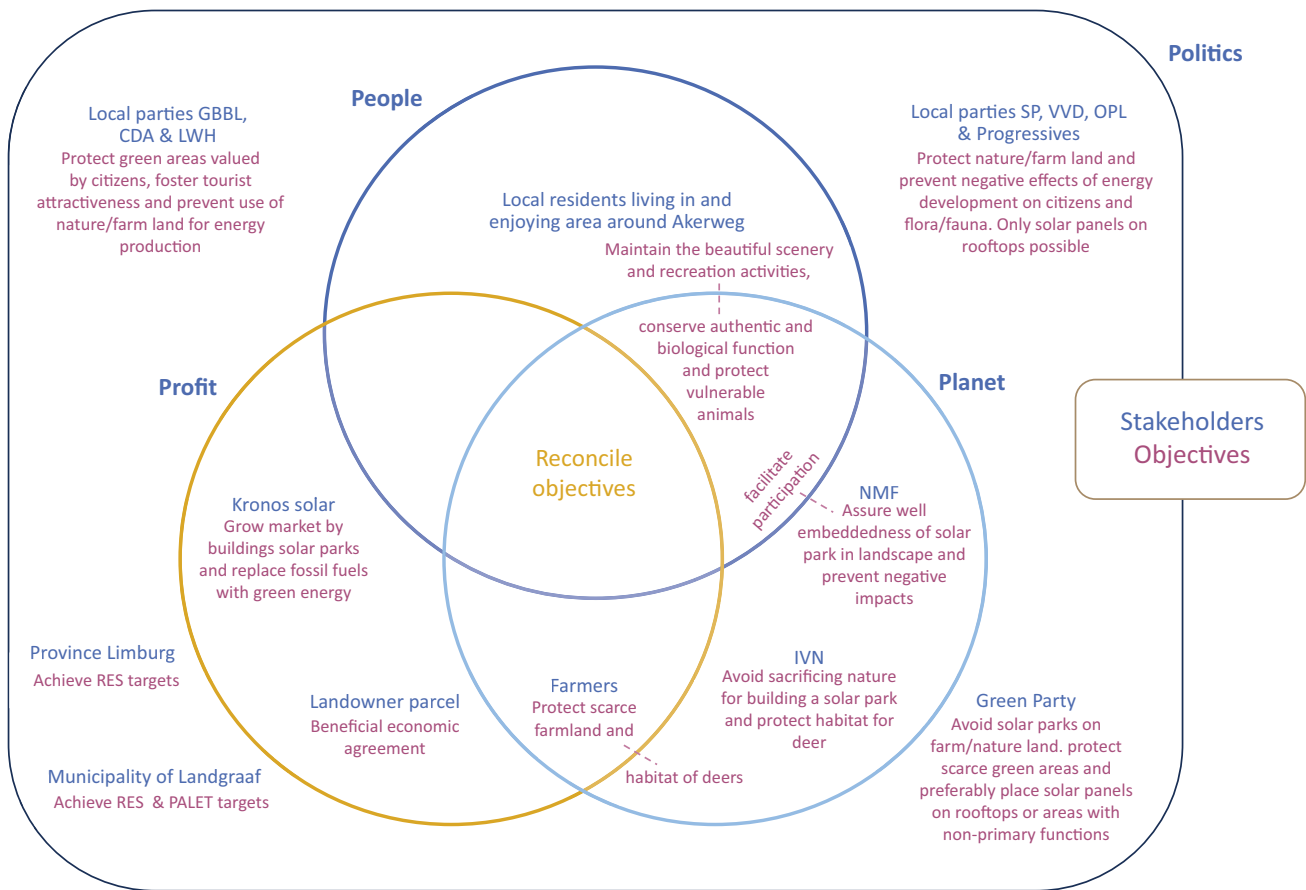 Politics
People
Local parties GBBL,
CDA & LWH
Protect green areas valued
by citizens, foster tourist
attractiveness and prevent use of
nature/farm land for energy
production
Local parties SP, VVD, OPL
& Progressives
Protect nature/farm land and
prevent negative effects of energy
development on citizens and
flora/fauna. Only solar panels on
rooftops possible
Local residents living in and
enjoying area around Akerweg
Maintain the beautiful scenery
and recreation activities,
conserve authentic and
biological function
and protect
vulnerable
animals
Profit
Planet
Stakeholders
Objectives
Reconcile
objectives
facilitate
participation
Kronos solar
Grow market by
buildings solar parks
and replace fossil fuels
with green energy
NMF
Assure well
embeddedness of solar
park in landscape and
prevent negative
impacts
Province Limburg
Achieve RES targets
Landowner parcel
Beneficial economic
agreement
Farmers
Protect scarce
farmland and
habitat of deers
IVN
Avoid sacrificing nature
for building a solar park
and protect habitat for
deer
Green Party
Avoid solar parks on
farm/nature land. protect
scarce green areas and
preferably place solar panels
on rooftops or areas with
non-primary functions
Municipality of Landgraaf
Achieve RES & PALET targets